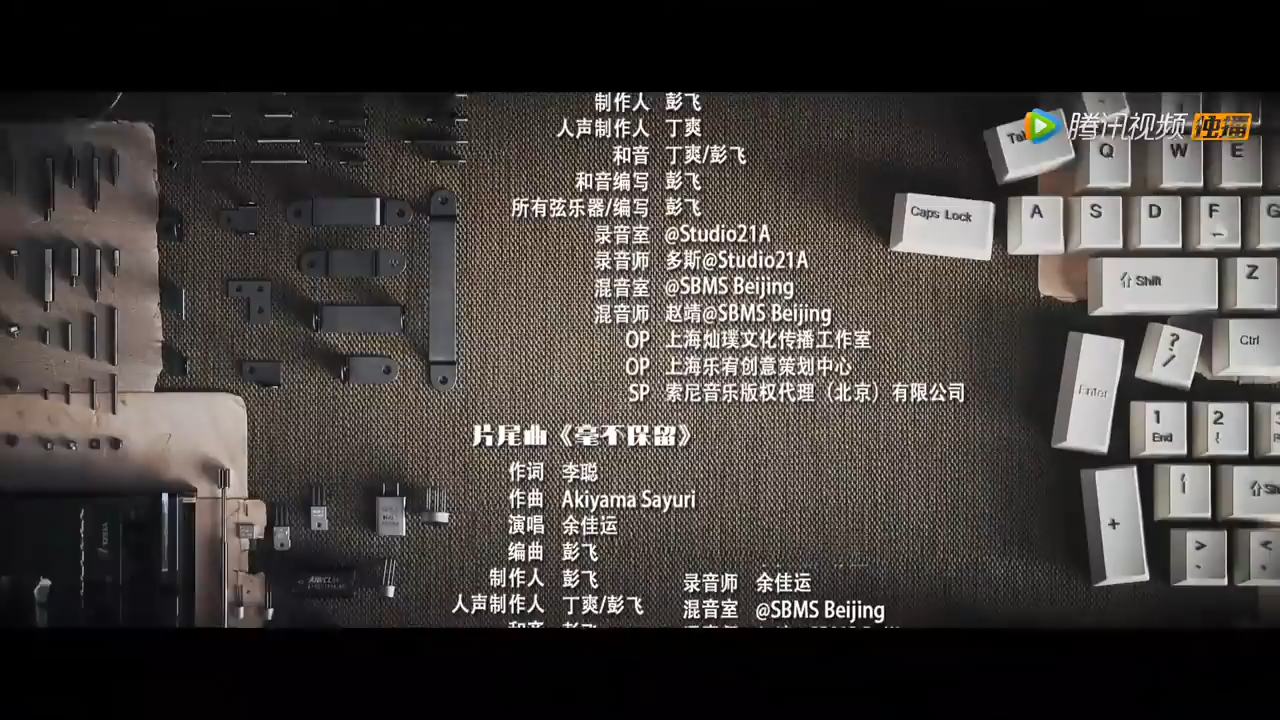 制作人 彭飞
人声制作人 丁爽
和音 丁爽/彭飞
和音编写 彭飞
所有弦乐器/编写 彭飞
录音室 @Studio21A
录音师 多斯@Studio21A
混音室 @SBMS Beijing
混音师 赵靖@SBMS Beijing
OP 上海灿璞文化传播工作室
OP 上海乐宥创意策划中心
SP 索尼音乐版权代理（北京）有限公司
片尾曲《毫不保留》
作词 李聪
作曲 Akiyama Sayuri
演唱 余佳运
编曲 彭飞
制作人 彭飞
人声制作人 丁爽/彭飞
录音师 余佳运
混音室 @SBMS Beijing
腾讯视频 独播
Q W E
Caps Lock A S D F G
Shift Z
? /
Ctrl
Enter
1 End
2
+
> <